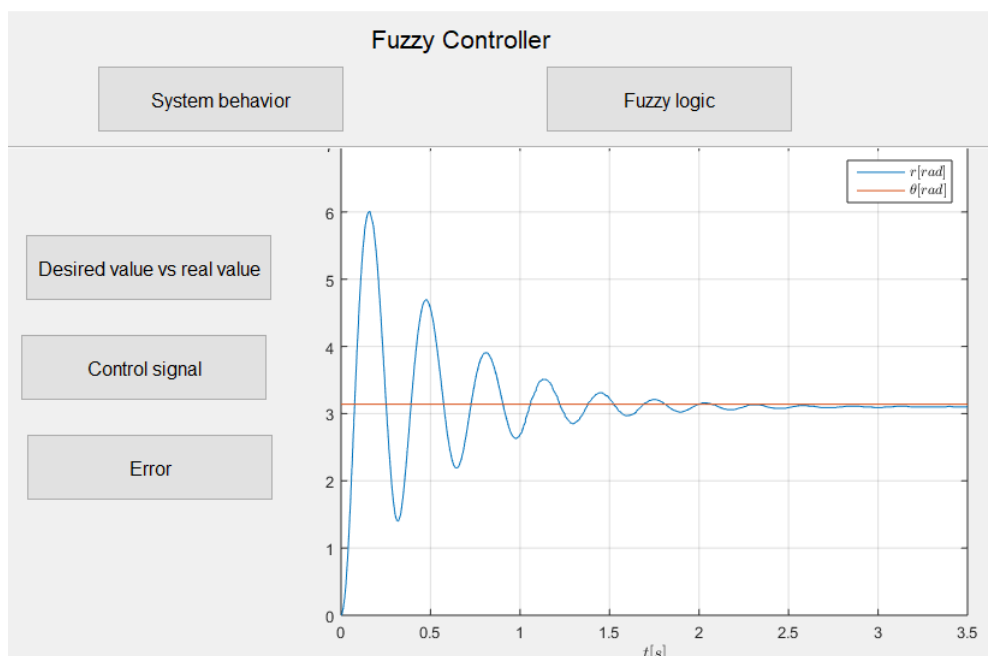 Fuzzy Controller
System behavior
Fuzzy logic
r[rad]
θ[rad]
Desired value vs real value
Control signal
Error
6
5
4
3
2
1
0
0 0.5 1 1.5 2 2.5 3 3.5
t[s]